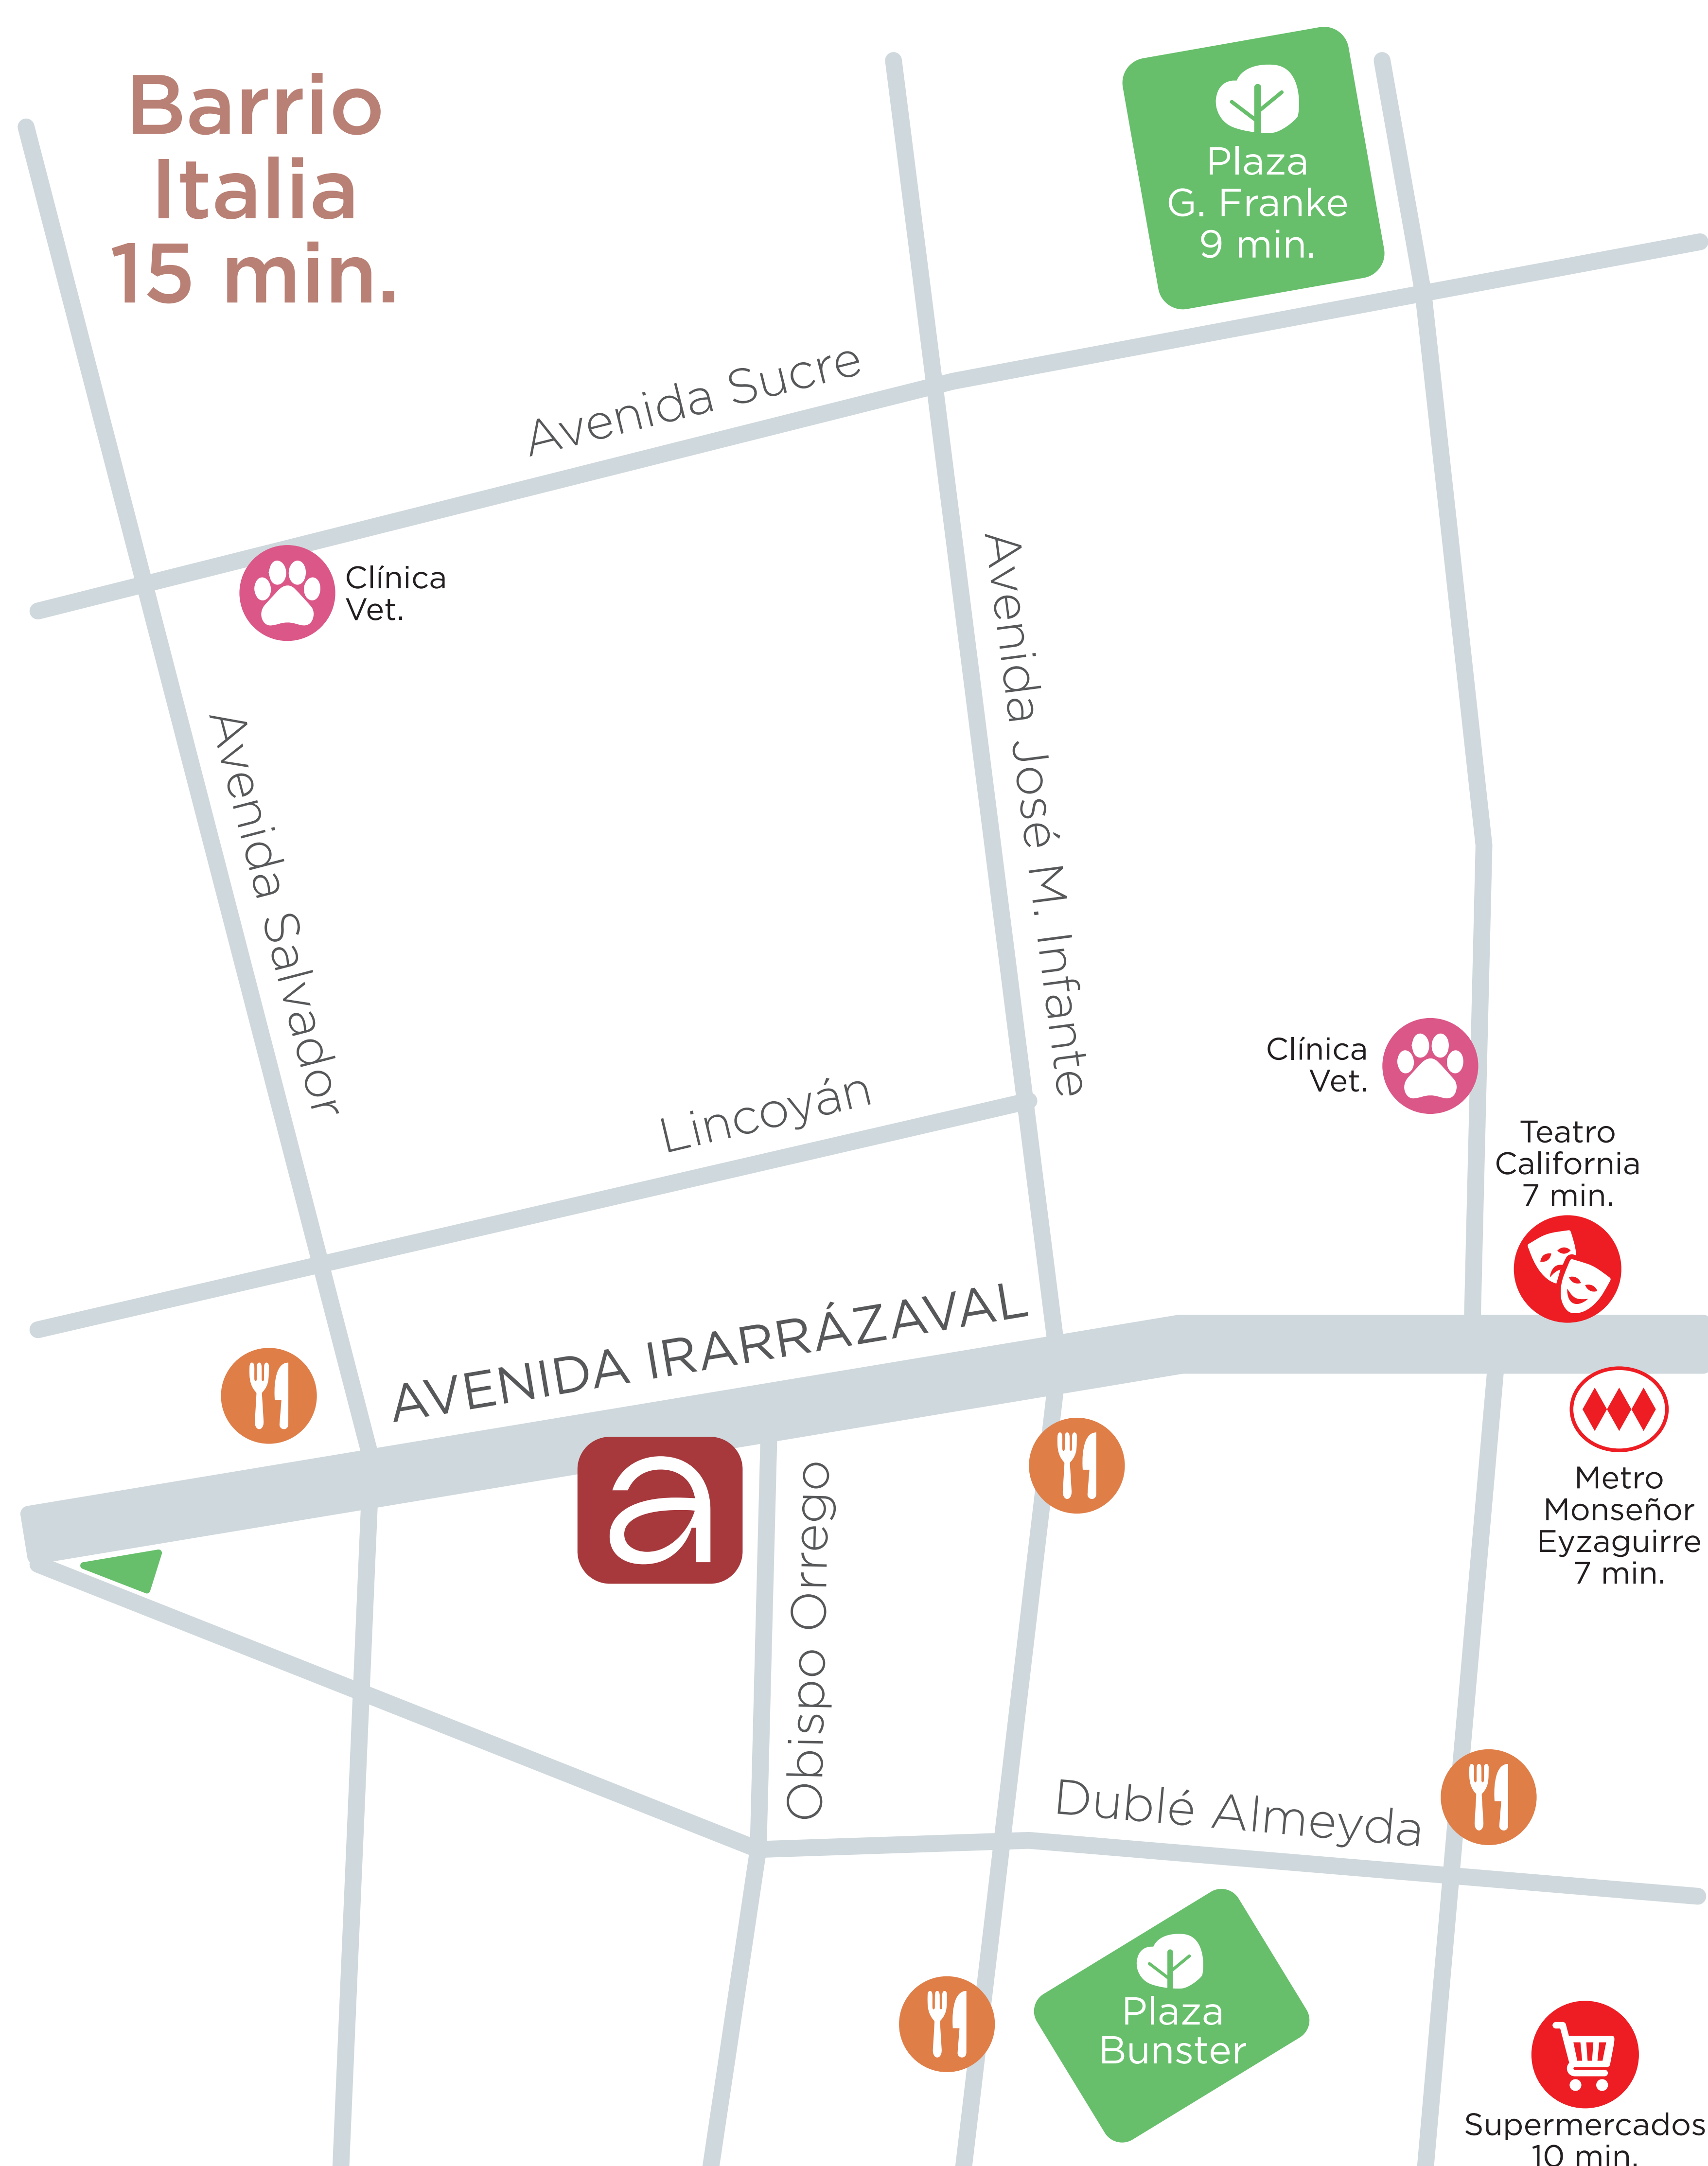 Barrio
Italia
15 min.
Plaza
G. Franke
9 min.
Avenida Sucre
Clínica
Vet.
Avenida José M. Infante
Avenida Salvador
Clínica
Vet.
Lincoyán
Teatro
California
7 min.
AVENIDA IRARRÁZAVAL
a
Obispo Orrego
Metro
Monseñor
Eyzaguirre
7 min.
Dublé Almeyda
Plaza
Bunster
Supermercados
10 min.